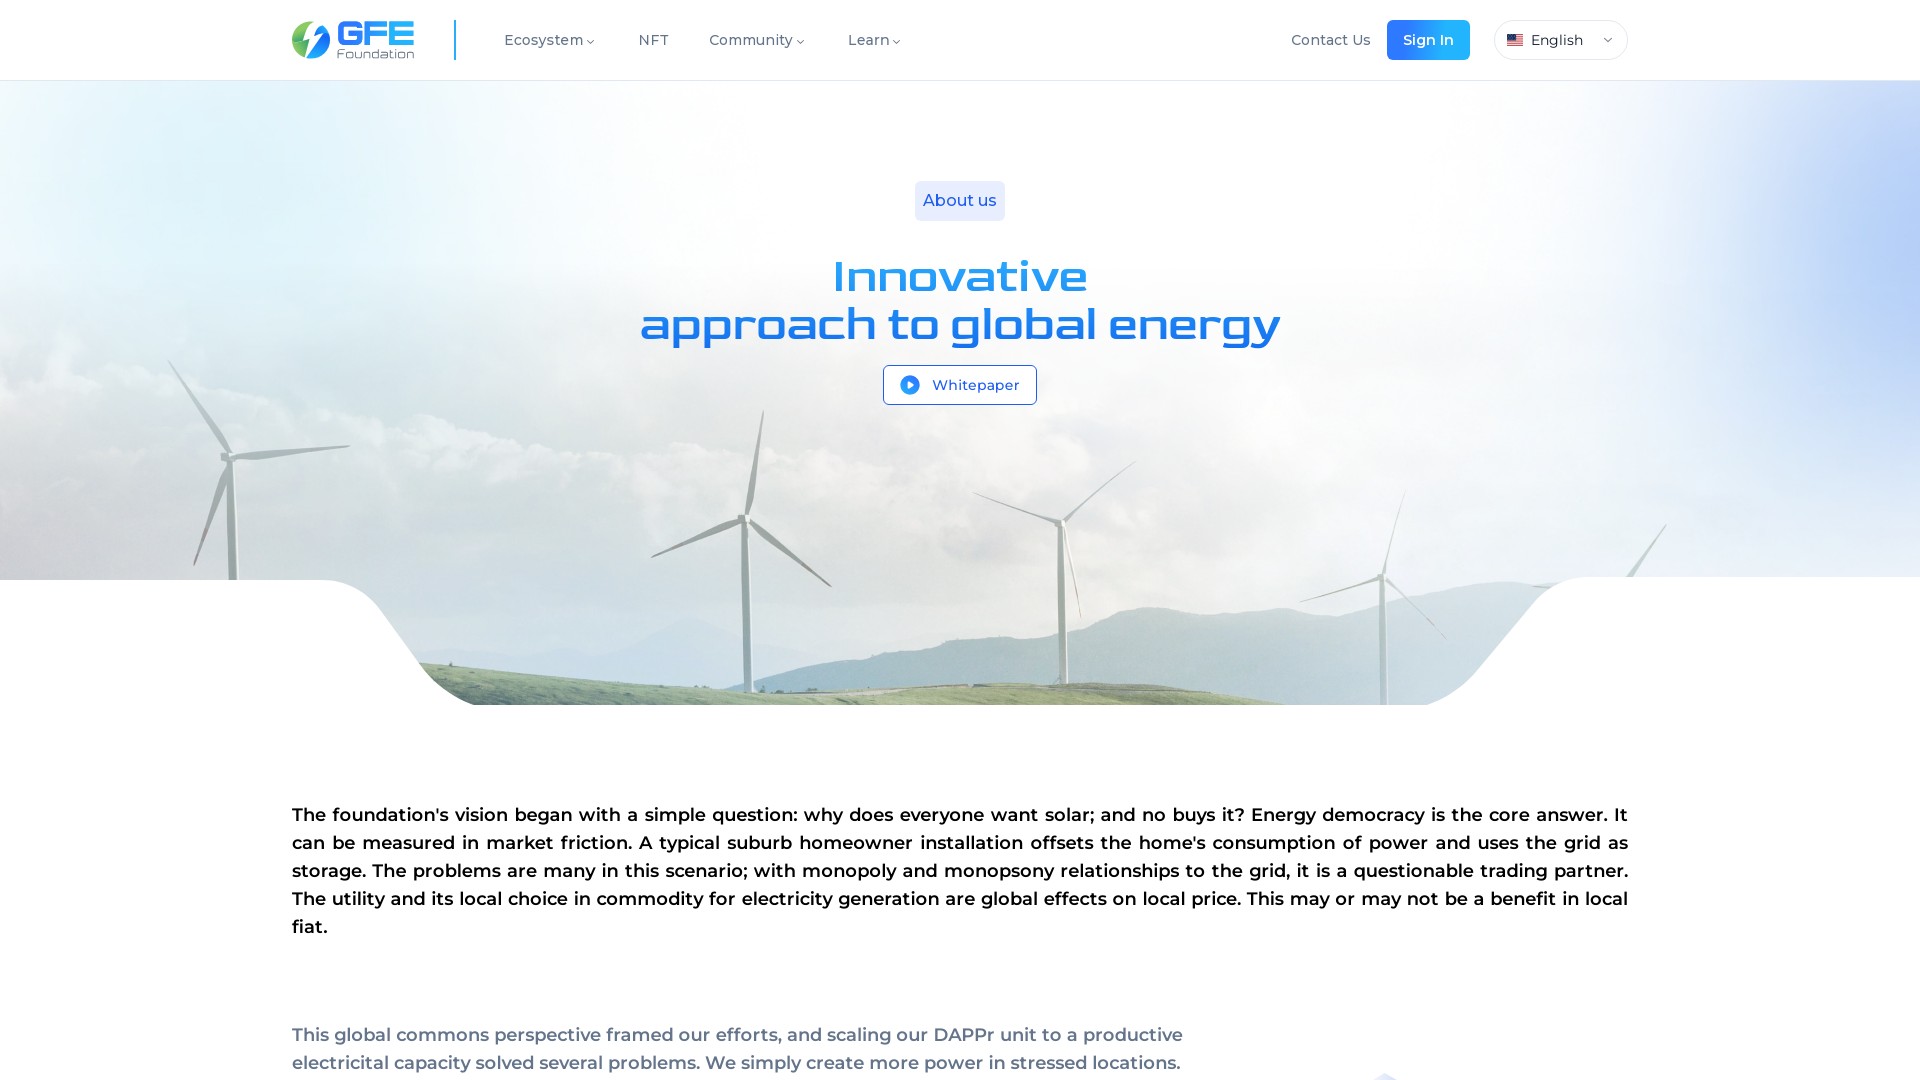 GFE
Foundation
Ecosystem
NFT
Community
Learn
Contact Us
Sign In
English
About us
Innovative
approach to global energy
Whitepaper
The foundation's vision began with a simple question: why does everyone want solar; and no buys it? Energy democracy is the core answer. It
can be measured in market friction. A typical suburb homeowner installation offsets the home's consumption of power and uses the grid as
storage. The problems are many in this scenario; with monopoly and monopsony relationships to the grid, it is a questionable trading partner.
The utility and its local choice in commodity for electricity generation are global effects on local price. This may or may not be a benefit in local
fiat.
This global commons perspective framed our efforts, and scaling our DAPPr unit to a productive
electricital capacity solved several problems. We simply create more power in stressed locations.